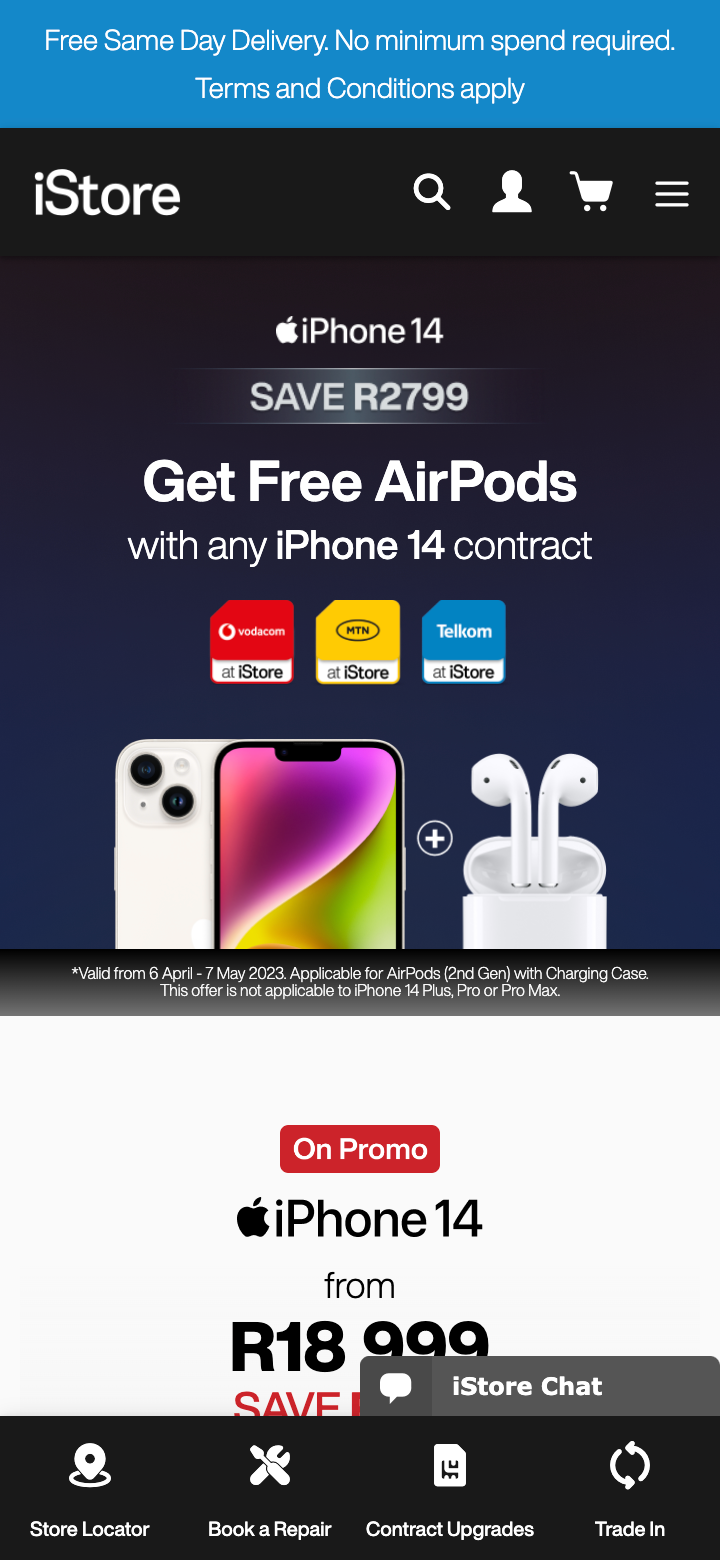 Free Same Day Delivery. No minimum spend required.
Terms and Conditions apply
iStore
iPhone 14
SAVE R2799
Get Free AirPods
with any iPhone 14 contract
vodacom
MTN
Telkom
at iStore
at iStore
at iStore
*Valid from 6 April - 7 May 2023. Applicable for AirPods (2nd Gen) with Charging Case.
This offer is not applicable to iPhone 14 Plus, Pro or Pro Max.
On Promo
iPhone 14
from
R18 999
SAVE
iStore Chat
Store Locator
Book a Repair
Contract Upgrades
Trade In